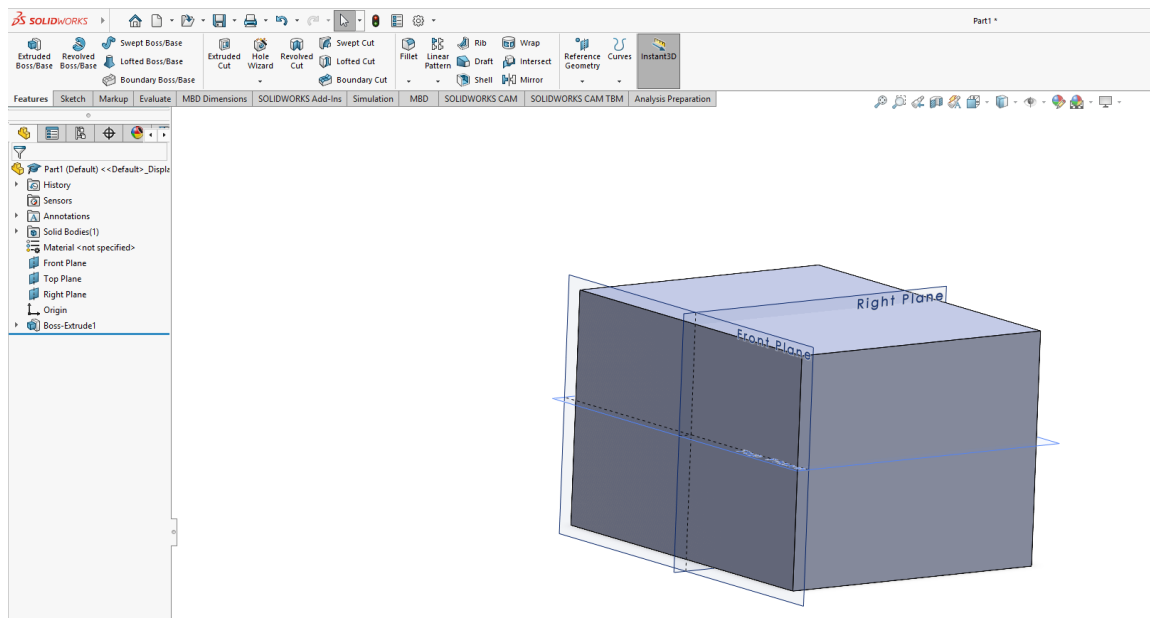 SOLIDWORKS
Part1 *
Extruded Boss/Base
Revolved Boss/Base
Swept Boss/Base
Lofted Boss/Base
Boundary Boss/Base
Extruded Cut
Hole Wizard
Revolved Cut
Swept Cut
Lofted Cut
Boundary Cut
Fillet
Linear Pattern
Rib
Draft
Shell
Wrap
Intersect
Mirror
Reference Geometry
Curves
Instant3D
Features Sketch Markup Evaluate MBD Dimensions SOLIDWORKS Add-Ins Simulation MBD SOLIDWORKS CAM SOLIDWORKS CAM TBM Analysis Preparation
Part1 (Default) <<Default>_Displa
History
Sensors
Annotations
Solid Bodies(1)
Material <not specified>
Front Plane
Top Plane
Right Plane
Origin
Boss-Extrude1
Right Plane
Front Plane